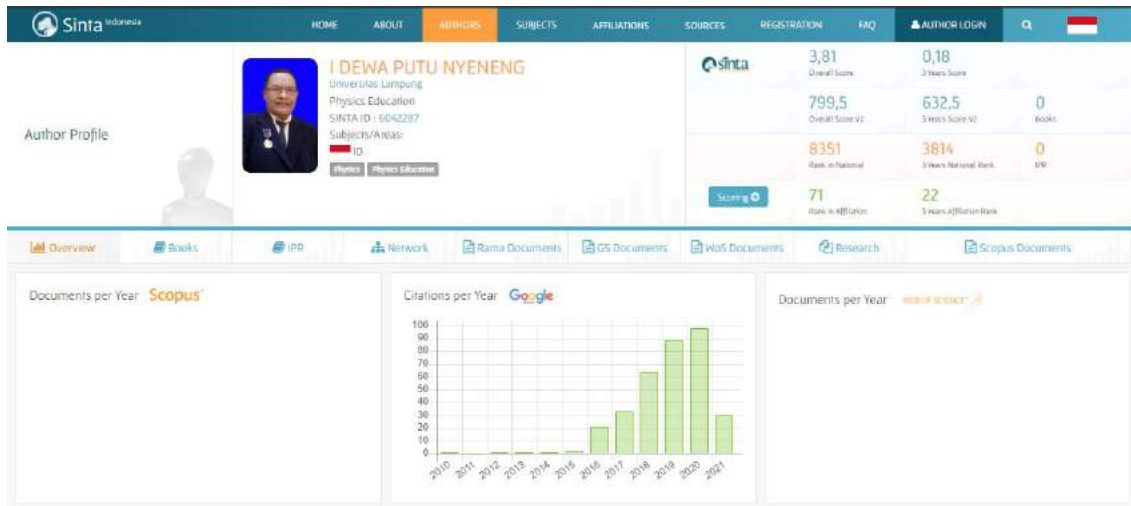 Sinta Indonesia
HOME ABOUT AUTHORS SUBJECTS AFFILIATIONS SOURCES REGISTRATION FAQ AUTHOR LOGIN
Author Profile
I DEWA PUTU NYENENG
Universitas Lampung
Physics Education
SINTA ID : 6042287
Subjects/Areas:
ID
Physics Physics Education
sinta
3,81 0,18
Overall Score 3 Years Score
799,5 632,5 0
Overall Score V2 3 Years Score V2 Books
8351 3814 0
Rank in National 3 Years National Rank IPR
Scoring
71 22
Rank in Affiliation 3 Years Affiliation Rank
Overview Books IPR Network Rama Documents GS Documents WoS Documents Research Scopus Documents
Documents per Year Scopus
Citations per Year Google
100
90
80
70
60
50
40
30
20
10
0
2010 2011 2012 2013 2014 2015 2016 2017 2018 2019 2020 2021
Documents per Year WEB OF SCIENCE